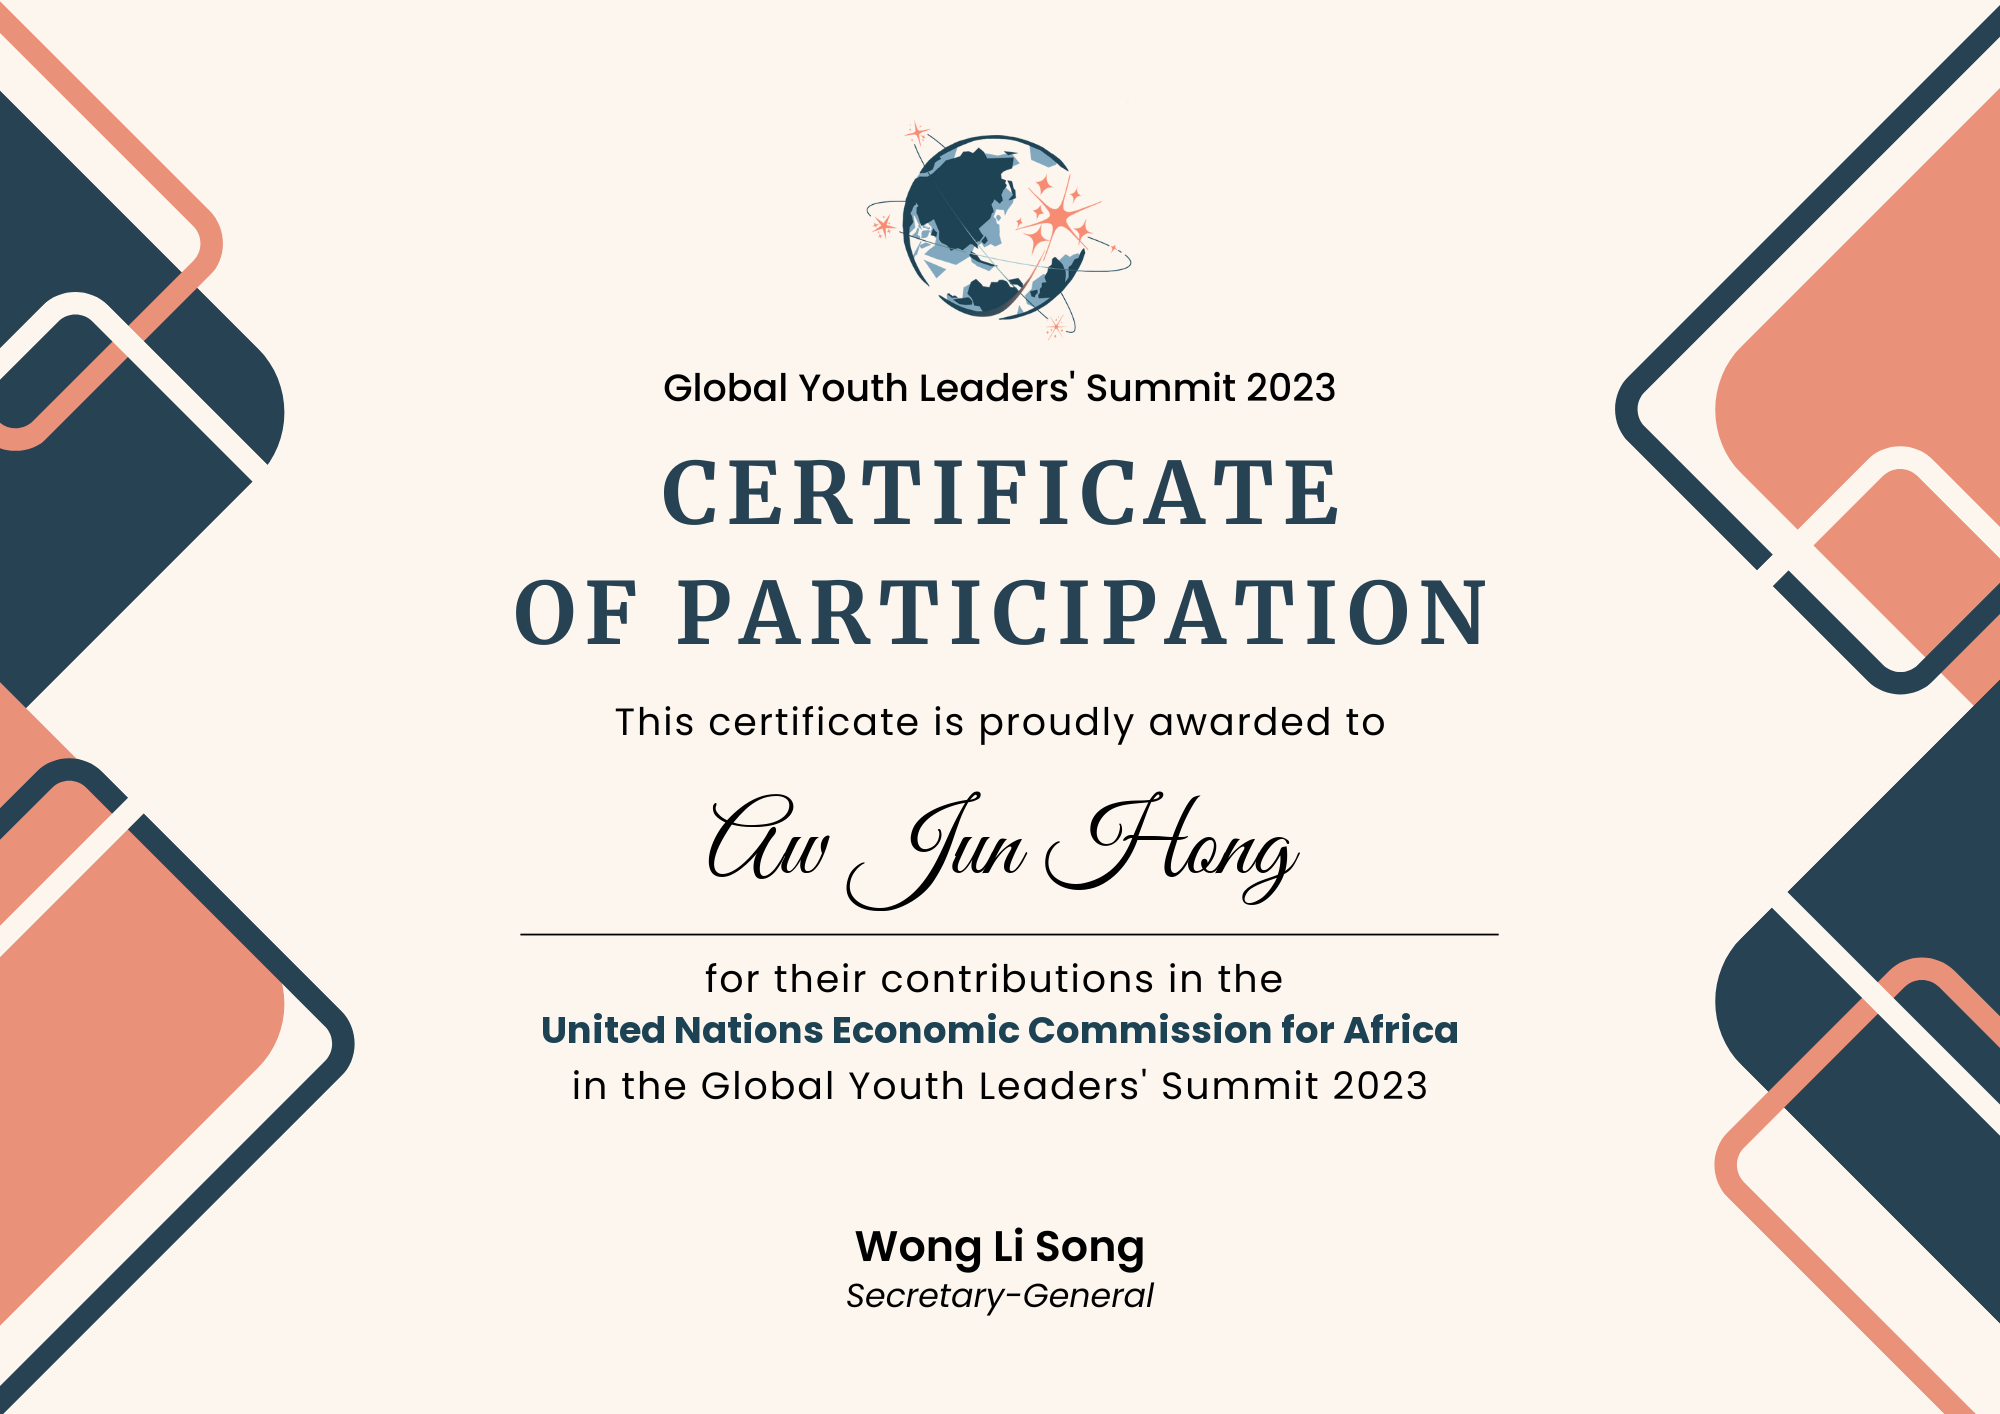 Global Youth Leaders' Summit 2023
CERTIFICATE
OF PARTICIPATION
This certificate is proudly awarded to
Aw Jun Hong
for their contributions in the
United Nations Economic Commission for Africa
in the Global Youth Leaders' Summit 2023
Wong Li Song
Secretary-General